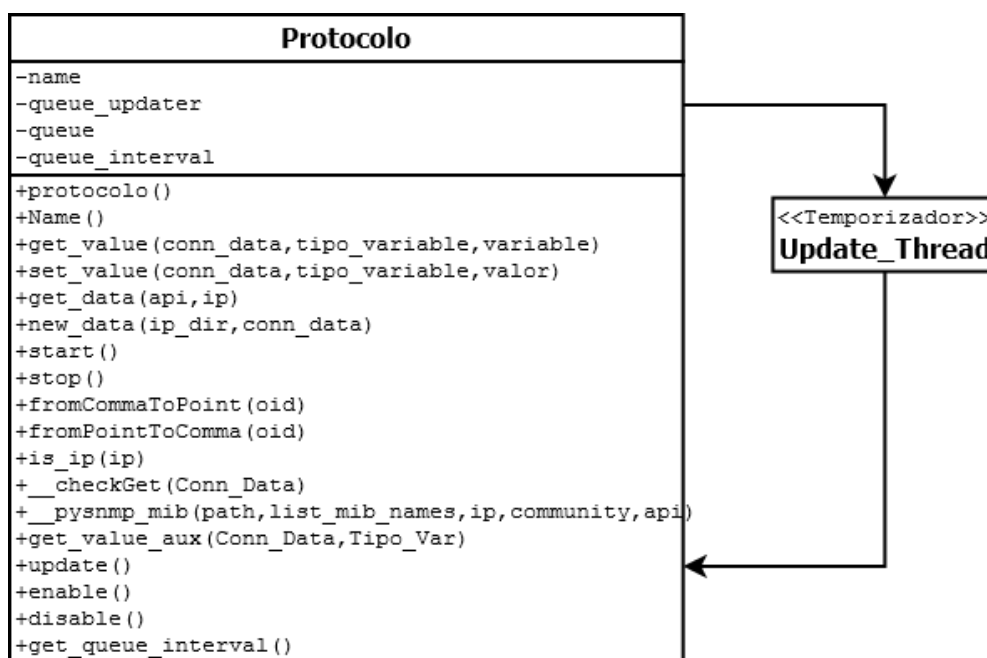 Protocolo
-name
-queue_updater
-queue
-queue_interval
+protocolo()
+Name()
+get_value(conn_data,tipo_variable,variable)
+set_value(conn_data,tipo_variable,valor)
+get_data(api,ip)
+new_data(ip_dir,conn_data)
+start()
+stop()
+fromCommaToPoint(oid)
+fromPointToComma(oid)
+is_ip(ip)
+__checkGet(Conn_Data)
+__pysnmp_mib(path,list_mib_names,ip,community,api)
+get_value_aux(Conn_Data,Tipo_Var)
+update()
+enable()
+disable()
+get_queue_interval()
<<Temporizador>>
Update_Thread